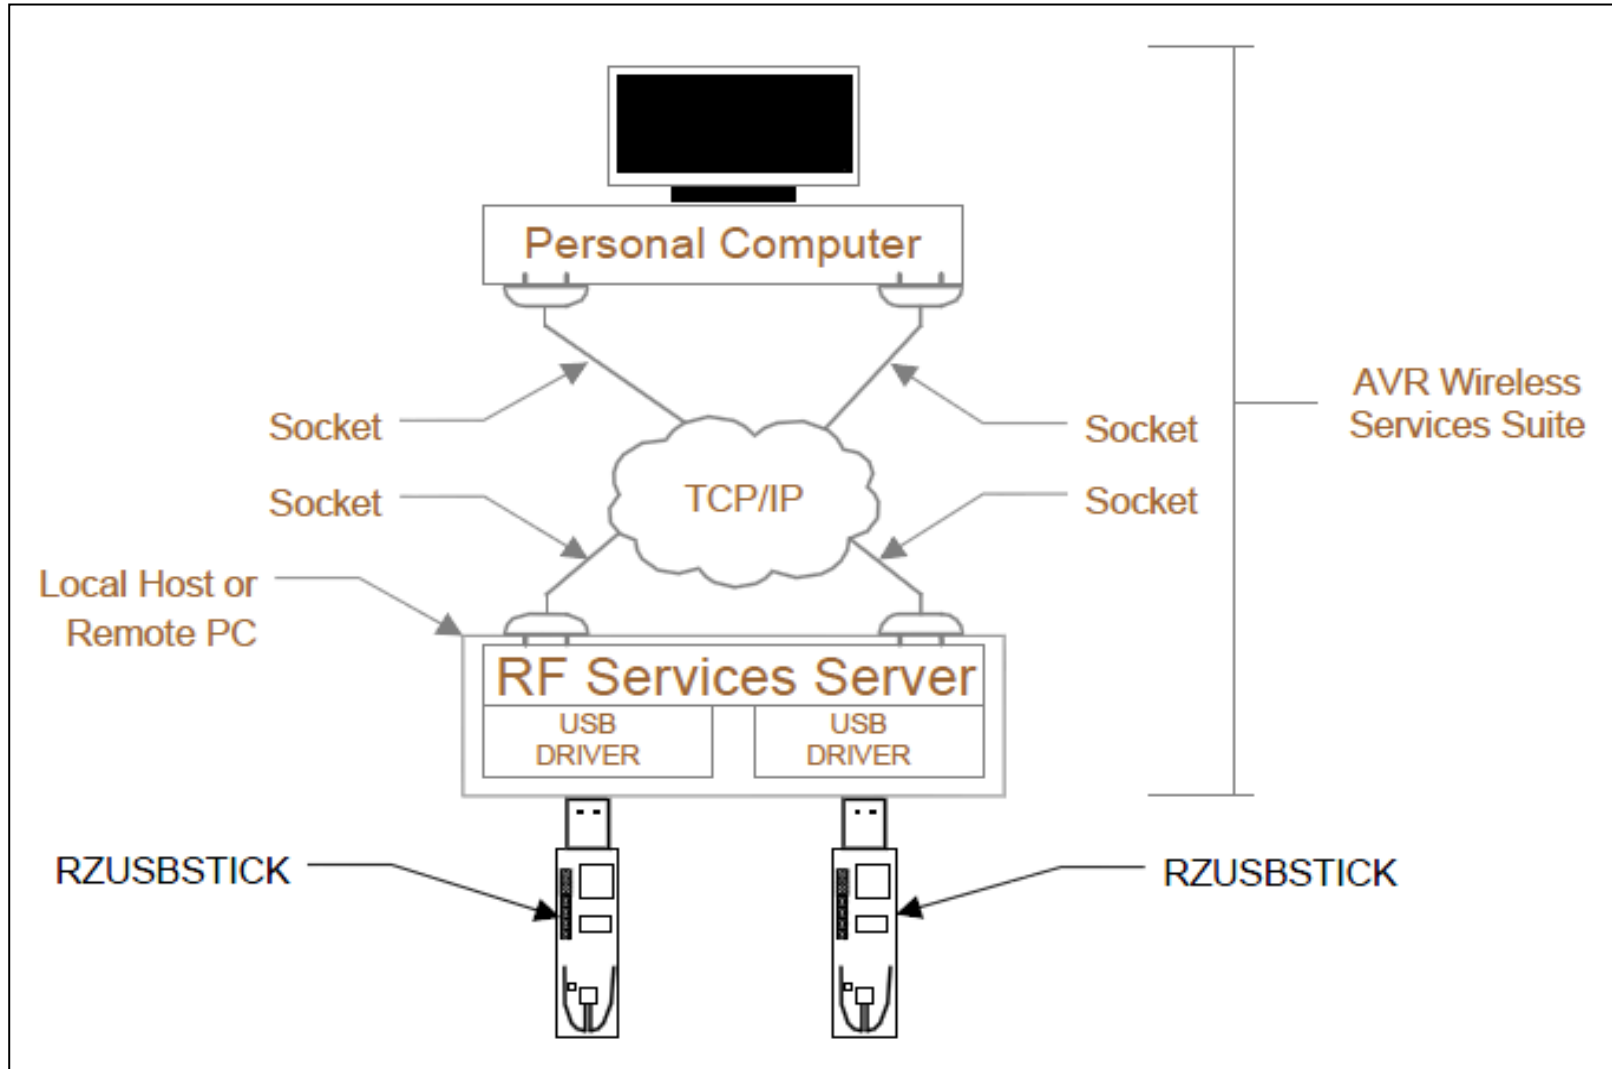 Personal Computer
AVR Wireless
Services Suite
Socket
Socket
TCP/IP
Socket
Socket
Local Host or
Remote PC
RF Services Server
USB
DRIVER
USB
DRIVER
RZUSBSTICK
RZUSBSTICK